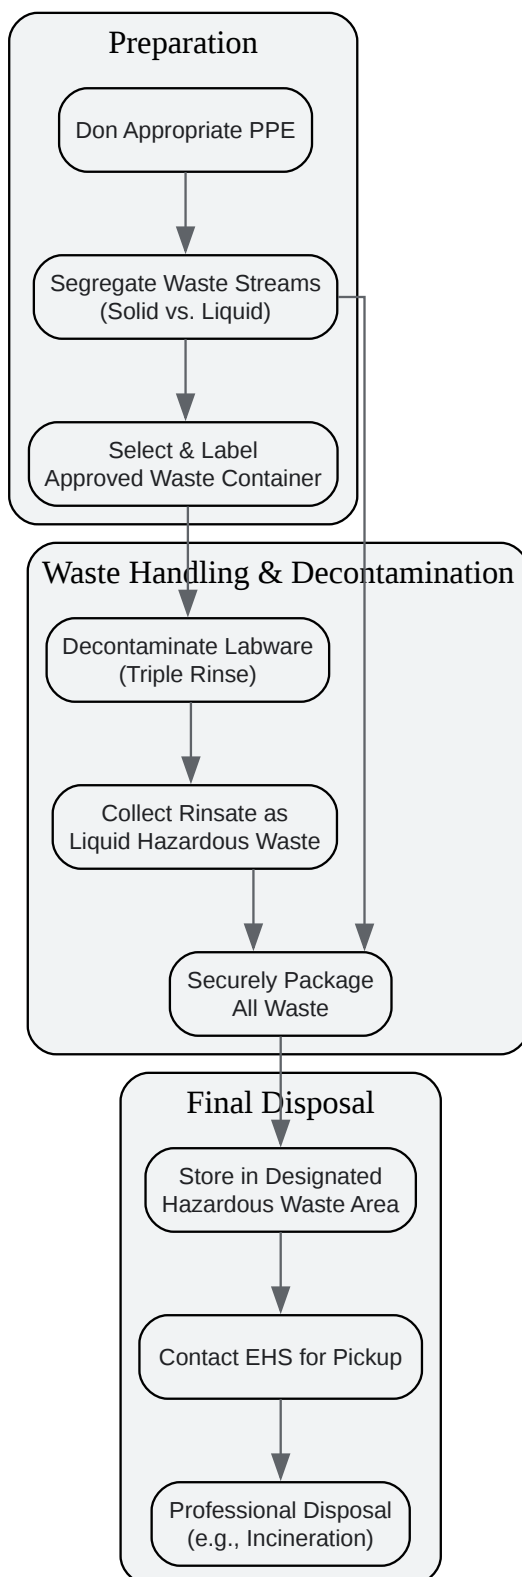 Preparation
Don Appropriate PPE
Segregate Waste Streams
(Solid vs. Liquid)
Select & Label
Approved Waste Container
Waste Handling & Decontamination
Decontaminate Labware
(Triple Rinse)
Collect Rinsate as
Liquid Hazardous Waste
Securely Package
All Waste
Final Disposal
Store in Designated
Hazardous Waste Area
Contact EHS for Pickup
Professional Disposal
(e.g., Incineration)